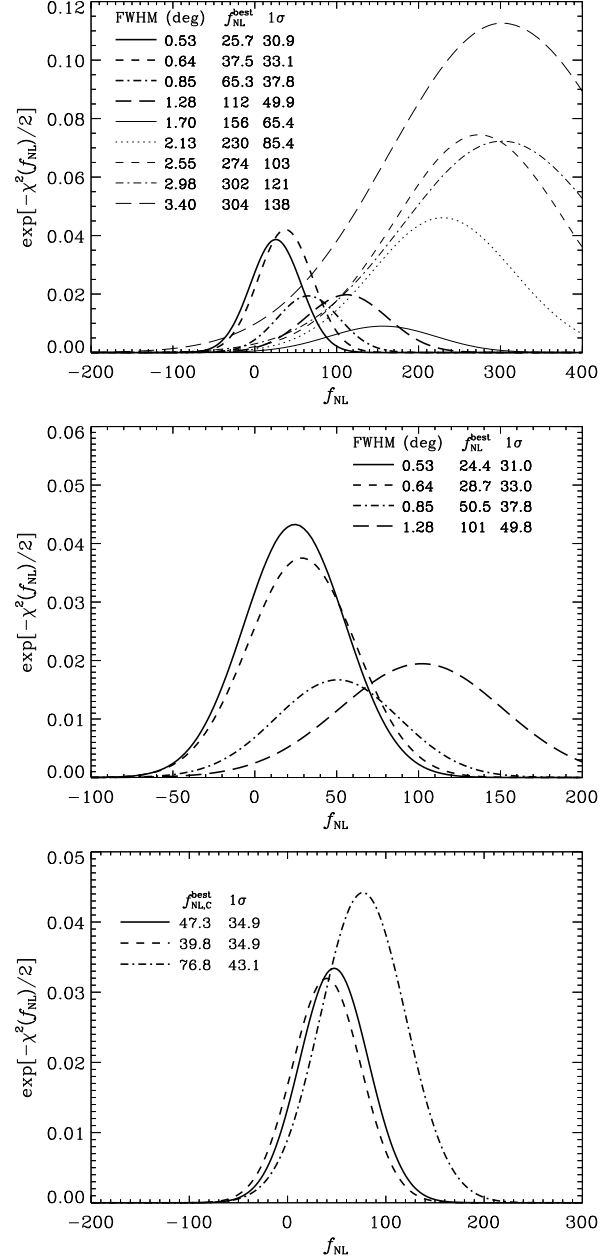 FWHM (deg) f_NL^best 1σ
0.53 25.7 30.9
0.64 37.5 33.1
0.85 65.3 37.8
1.28 112 49.9
1.70 156 65.4
2.13 230 85.4
2.55 274 103
2.98 302 121
3.40 304 138
0.12
0.10
0.08
0.06
0.04
0.02
0.00
exp[−χ²(f_NL)/2]
−200 −100 0 100 200 300 400
f_NL
FWHM (deg) f_NL^best 1σ
0.53 24.4 31.0
0.64 28.7 33.0
0.85 50.5 37.8
1.28 101 49.8
0.06
0.05
0.04
0.03
0.02
0.01
0.00
exp[−χ²(f_NL)/2]
−100 −50 0 50 100 150 200
f_NL
f_NL,C^best 1σ
47.3 34.9
39.8 34.9
76.8 43.1
0.05
0.04
0.03
0.02
0.01
0.00
exp[−χ²(f_NL)/2]
−200 −100 0 100 200 300
f_NL